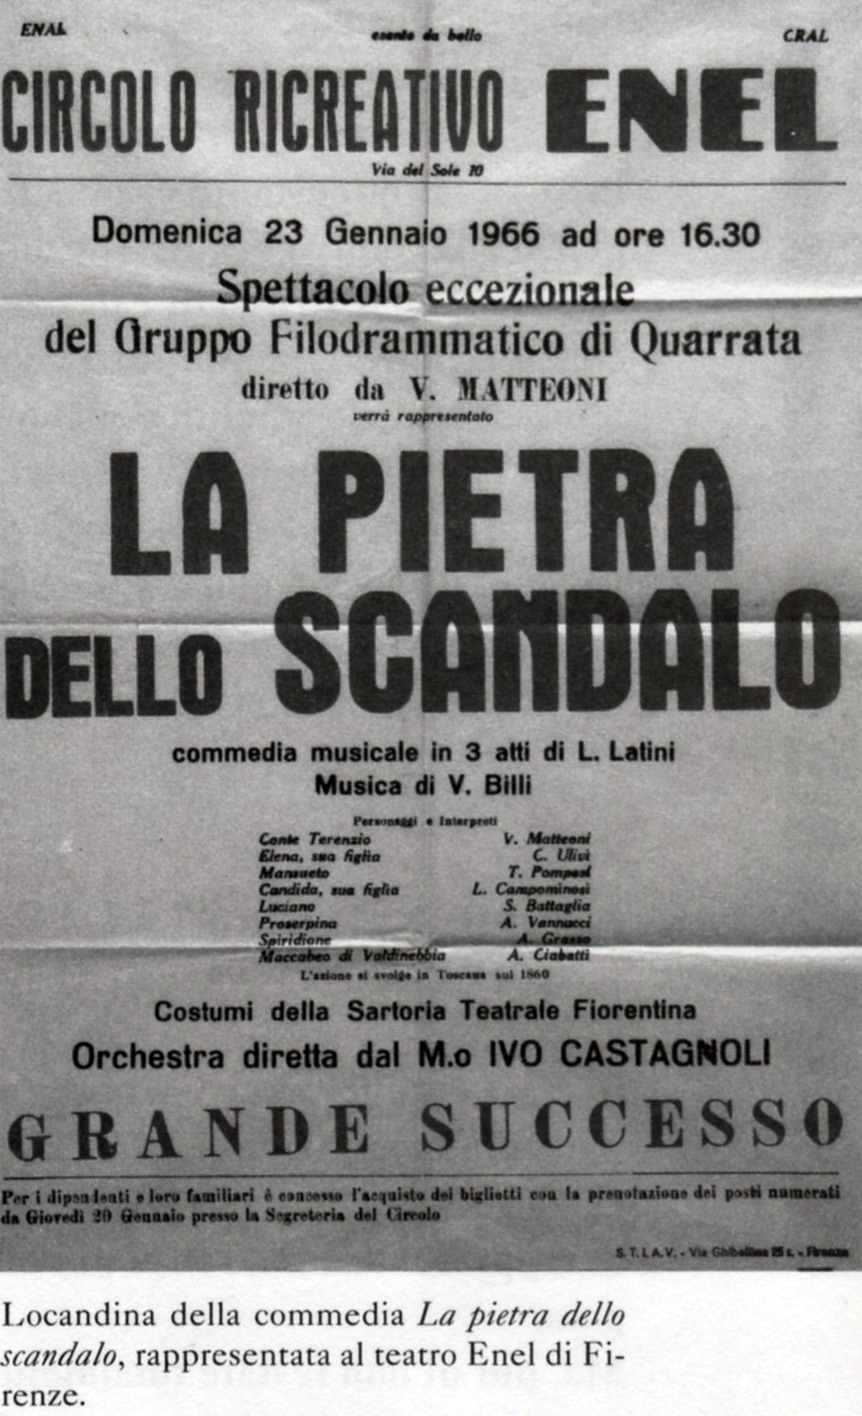 ENAL esente da bollo CRAL
CIRCOLO RICREATIVO ENEL
Via del Sole 10
Domenica 23 Gennaio 1966 ad ore 16.30
Spettacolo eccezionale
del Gruppo Filodrammatico di Quarrata
diretto da V. MATTEONI
verrà rappresentato
LA PIETRA
DELLO SCANDALO
commedia musicale in 3 atti di L. Latini
Musica di V. Billi
Personaggi e Interpreti
Conte Terenzio V. Matteoni
Elena, sua figlia C. Ulivi
Mansueto T. Pompesi
Candida, sua figlia L. Campominosi
Luciano S. Battaglia
Proserpina A. Vannucci
Spiridione A. Grasso
Maccabeo di Valdinebbia A. Ciabatti
L'azione si svolge in Toscana sul 1860
Costumi della Sartoria Teatrale Fiorentina
Orchestra diretta dal M.o IVO CASTAGNOLI
GRANDE SUCCESSO
Per i dipendenti e loro familiari è concesso l'acquisto dei biglietti con la prenotazione dei posti numerati
da Giovedì 20 Gennaio presso la Segreteria del Circolo
S.T.I.A.V. - Via Ghibellina 25 r. - Firenze
Locandina della commedia La pietra dello
scandalo, rappresentata al teatro Enel di Fi-
renze.